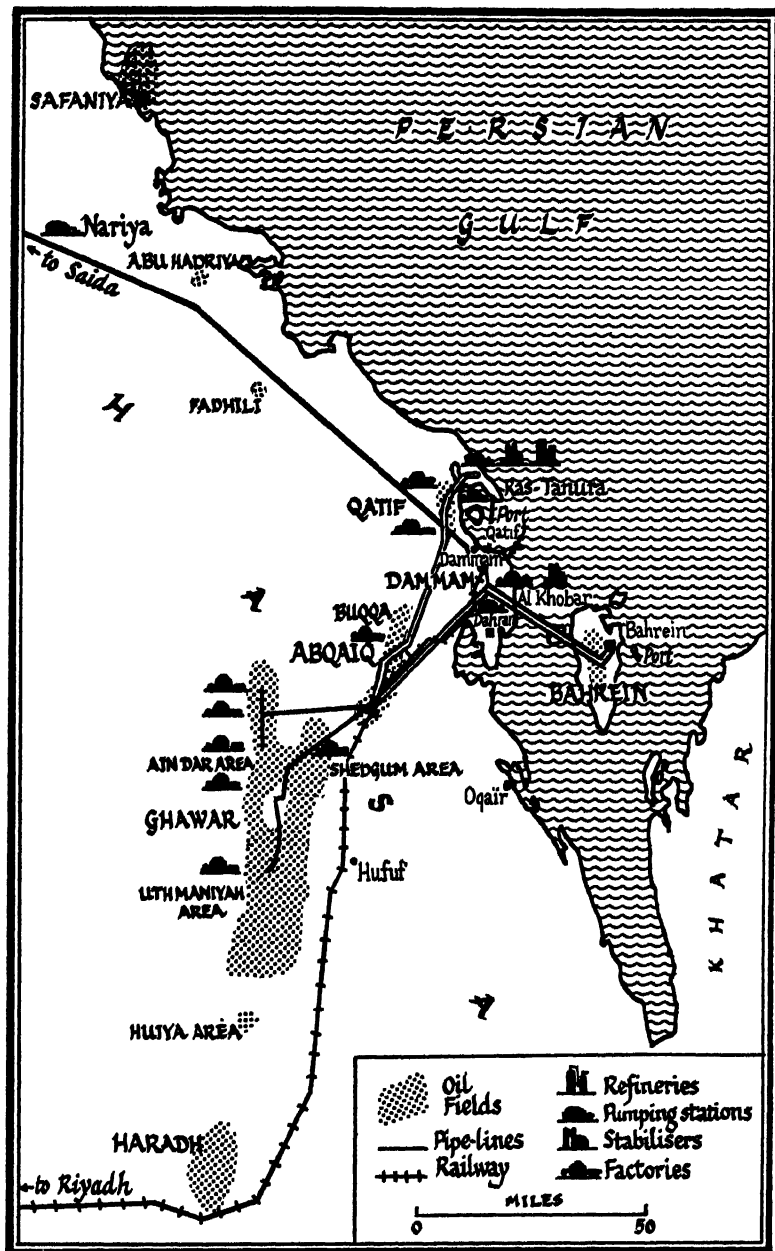 PERSIAN
GULF
SAFANIYA
Nariya
←to Saida
ABU HADRIYA
FADHILI
H
A
S
A
QATIF
Ras-Tanura
Port
Qatif
Dammam
DAMMAM
Al Khobar
Dahran
BUQQA
ABQAIQ
Bahrein
Port
BAHREIN
AIN DAR AREA
SHEDGUM AREA
GHAWAR
Oqaïr
Hufuf
UTHMANIYAH
AREA
KHATAR
HUIYA AREA
HARADH
←to Riyadh
Oil
Fields
Pipe-lines
Railway
Refineries
Pumping stations
Stabilisers
Factories
MILES
0 50